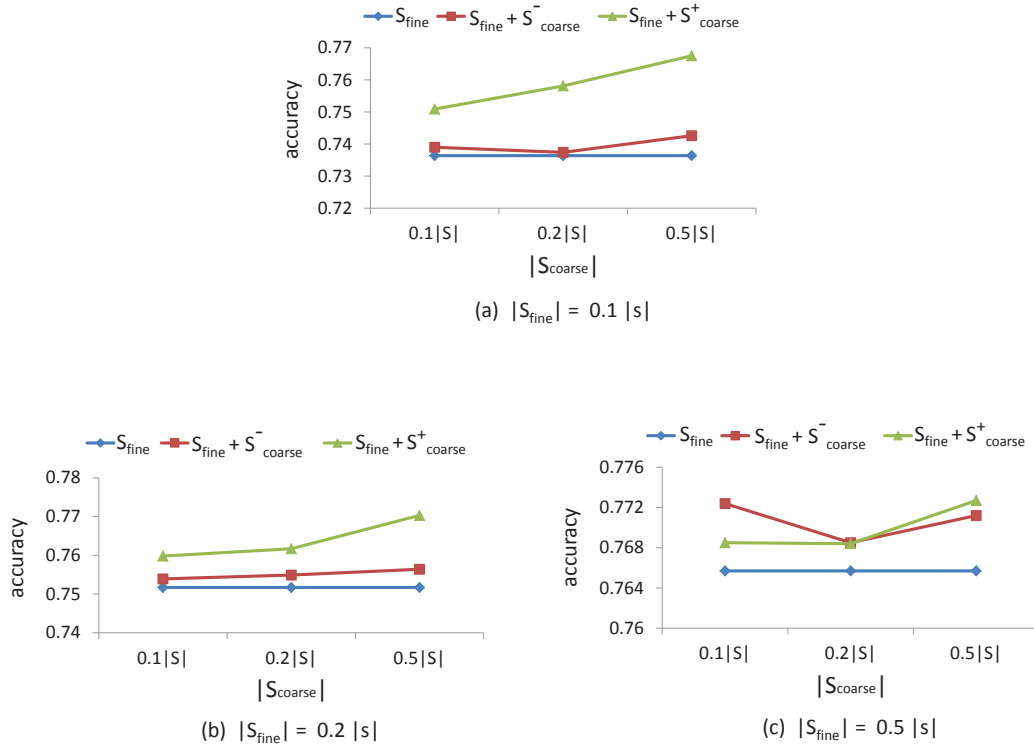 S_fine S_fine + S^-_coarse S_fine + S^+_coarse
0.77
0.76
0.75
0.74
0.73
0.72
accuracy
0.1|S| 0.2|S| 0.5|S|
|S_coarse|
(a) |S_fine| = 0.1 |s|
S_fine S_fine + S^-_coarse S_fine + S^+_coarse
0.78
0.77
0.76
0.75
0.74
accuracy
0.1|S| 0.2|S| 0.5|S|
|S_coarse|
(b) |S_fine| = 0.2 |s|
S_fine S_fine + S^-_coarse S_fine + S^+_coarse
0.776
0.772
0.768
0.764
0.76
accuracy
0.1|S| 0.2|S| 0.5|S|
|S_coarse|
(c) |S_fine| = 0.5 |s|